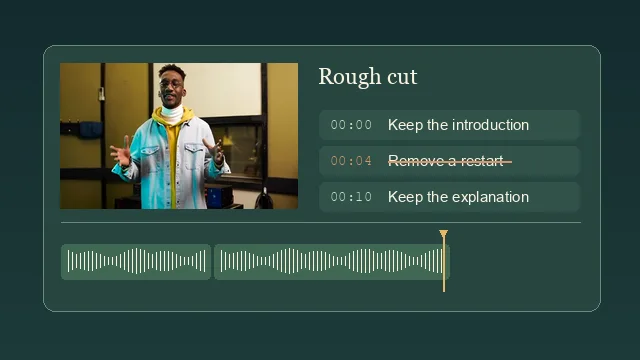 Rough cut
00:00 Keep the introduction
00:04 Remove a restart
00:10 Keep the explanation